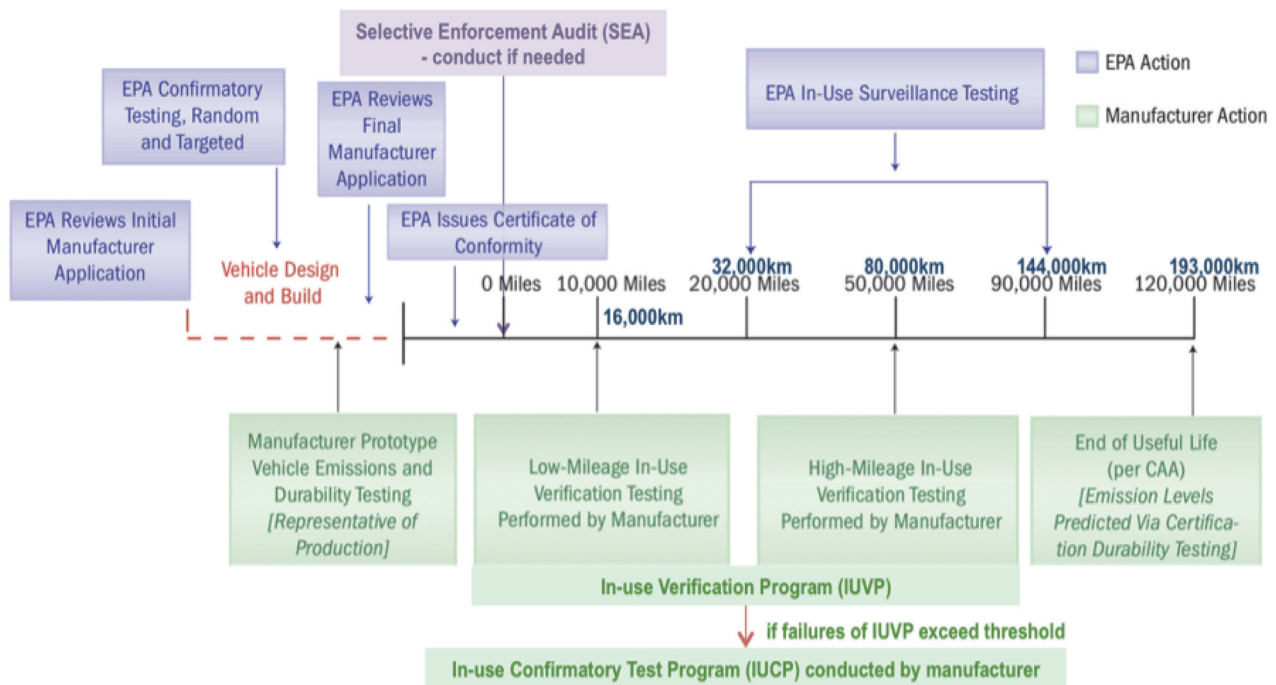 Selective Enforcement Audit (SEA)
- conduct if needed
EPA Confirmatory
Testing, Random
and Targeted
EPA Reviews
Final
Manufacturer
Application
EPA In-Use Surveillance Testing
EPA Action
Manufacturer Action
EPA Reviews Initial
Manufacturer
Application
Vehicle Design
and Build
EPA Issues Certificate of
Conformity
32,000km
80,000km
144,000km
193,000km
0 Miles
10,000 Miles
20,000 Miles
50,000 Miles
90,000 Miles
120,000 Miles
16,000km
Manufacturer Prototype
Vehicle Emissions and
Durability Testing
[Representative of
Production]
Low-Mileage In-Use
Verification Testing
Performed by Manufacturer
High-Mileage In-Use
Verification Testing
Performed by Manufacturer
End of Useful Life
(per CAA)
[Emission Levels
Predicted Via Certifica-
tion Durability Testing]
In-use Verification Program (IUVP)
if failures of IUVP exceed threshold
In-use Confirmatory Test Program (IUCP) conducted by manufacturer